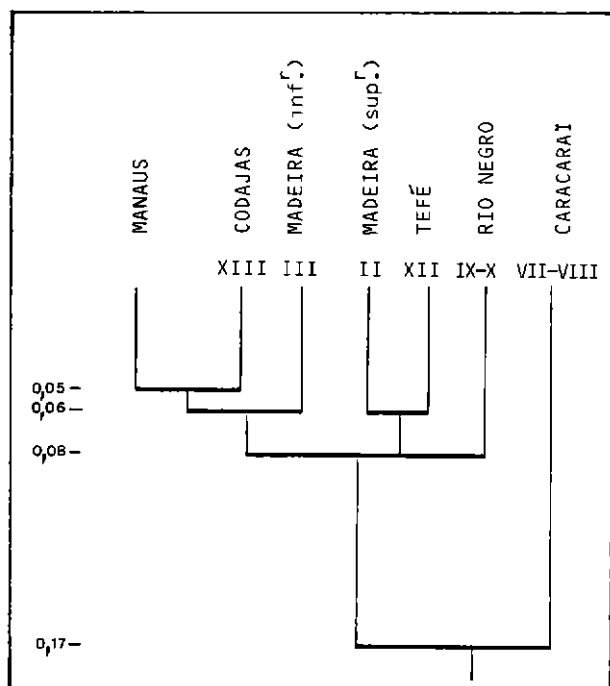 MANAUS
CODAJAS
MADEIRA (inf.)
MADEIRA (sup.)
TEFÉ
RIO NEGRO
CARACARAÍ
XIII III II XII IX-X VII-VIII
0,05
0,06
0,08
0,17